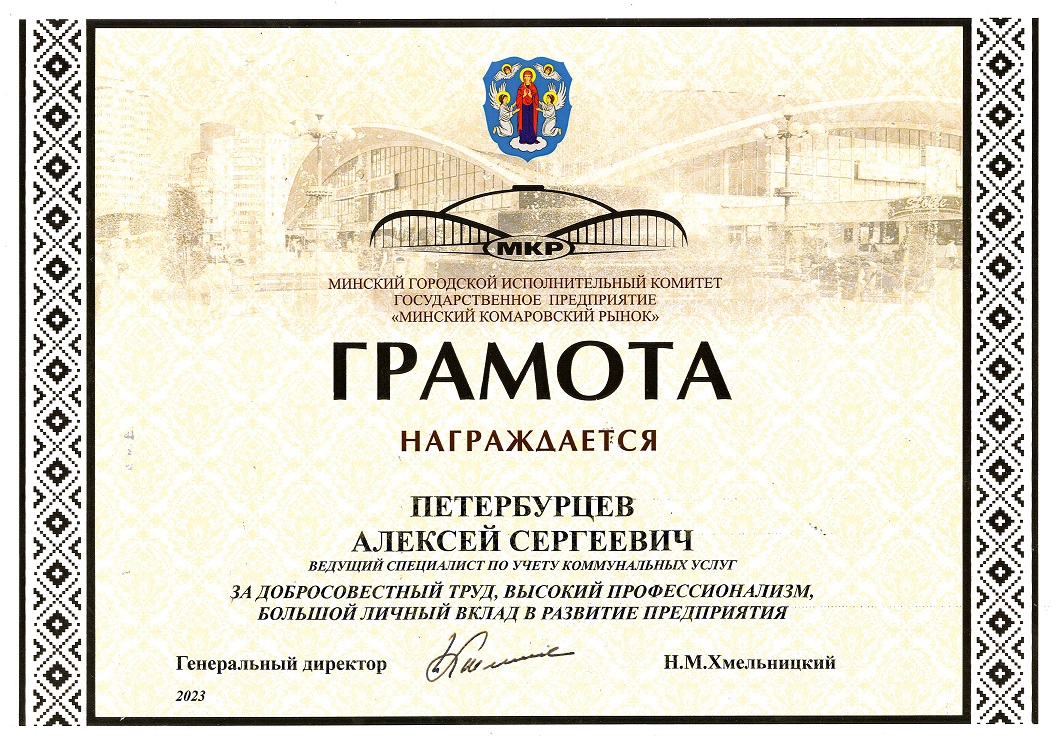 МКР
МИНСКИЙ ГОРОДСКОЙ ИСПОЛНИТЕЛЬНЫЙ КОМИТЕТ
ГОСУДАРСТВЕННОЕ ПРЕДПРИЯТИЕ
«МИНСКИЙ КОМАРОВСКИЙ РЫНОК»
ГРАМОТА
НАГРАЖДАЕТСЯ
ПЕТЕРБУРЦЕВ
АЛЕКСЕЙ СЕРГЕЕВИЧ
ВЕДУЩИЙ СПЕЦИАЛИСТ ПО УЧЕТУ КОММУНАЛЬНЫХ УСЛУГ
ЗА ДОБРОСОВЕСТНЫЙ ТРУД, ВЫСОКИЙ ПРОФЕССИОНАЛИЗМ,
БОЛЬШОЙ ЛИЧНЫЙ ВКЛАД В РАЗВИТИЕ ПРЕДПРИЯТИЯ
Генеральный директор Н.М.Хмельницкий
2023